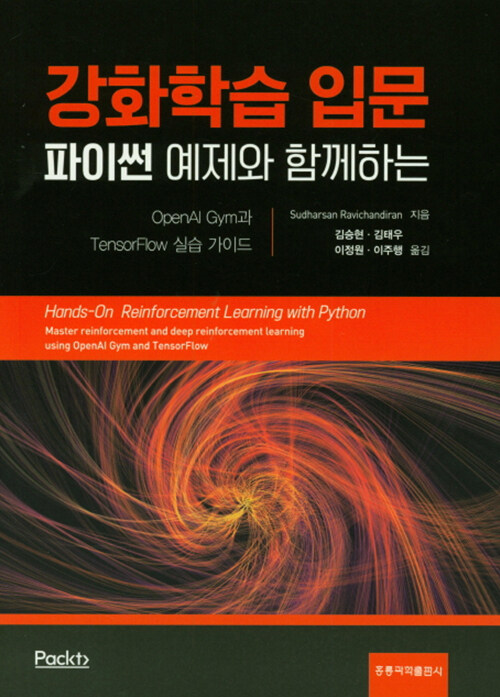 강화학습 입문
파이썬 예제와 함께하는
OpenAI Gym과
TensorFlow 실습 가이드
Sudharsan Ravichandiran 지음
김승현 · 김태우
이정원 · 이주행 옮김
Hands-On Reinforcement Learning with Python
Master reinforcement and deep reinforcement learning
using OpenAI Gym and TensorFlow
Packt>
홍릉과학출판사